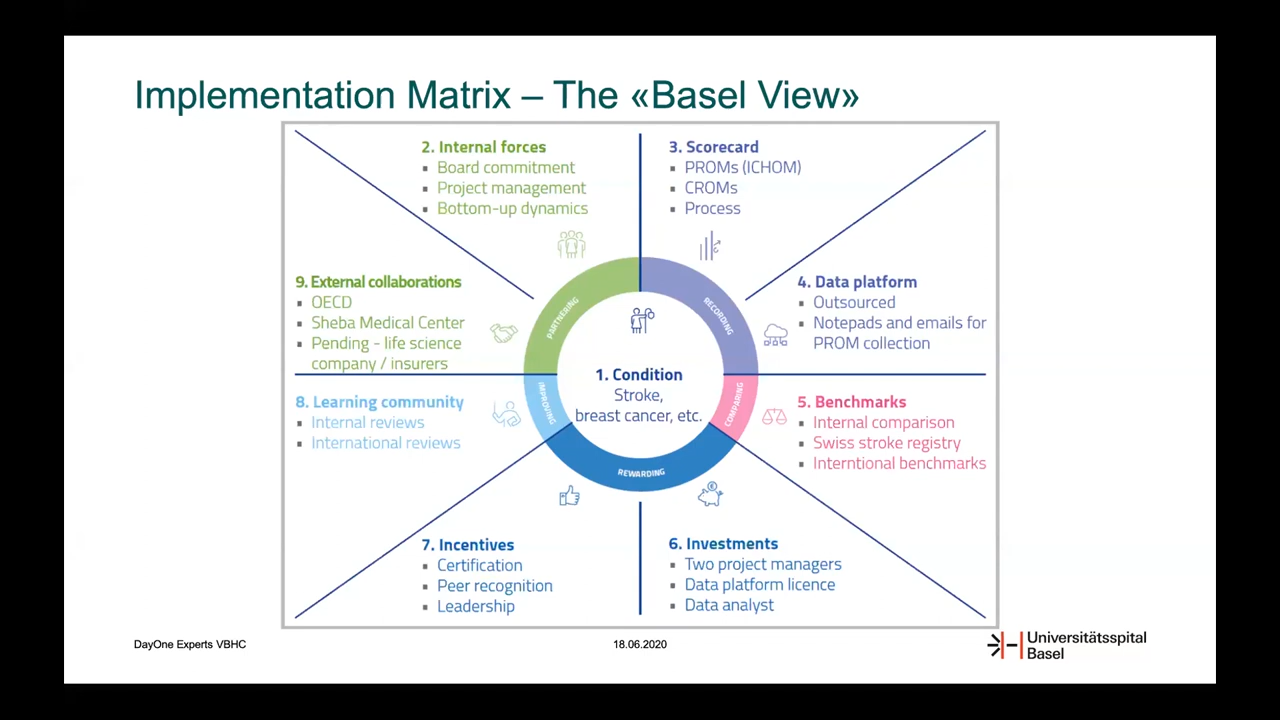 Implementation Matrix – The «Basel View»
2. Internal forces
▪ Board commitment
▪ Project management
▪ Bottom-up dynamics
3. Scorecard
▪ PROMs (ICHOM)
▪ CROMs
▪ Process
9. External collaborations
▪ OECD
▪ Sheba Medical Center
▪ Pending - life science
company / insurers
4. Data platform
▪ Outsourced
▪ Notepads and emails for
PROM collection
PARTNERING
RECORDING
1. Condition
Stroke,
breast cancer, etc.
IMPROVING
COMPARING
REWARDING
8. Learning community
▪ Internal reviews
▪ International reviews
5. Benchmarks
▪ Internal comparison
▪ Swiss stroke registry
▪ Interntional benchmarks
7. Incentives
▪ Certification
▪ Peer recognition
▪ Leadership
6. Investments
▪ Two project managers
▪ Data platform licence
▪ Data analyst
DayOne Experts VBHC
18.06.2020
Universitätsspital
Basel